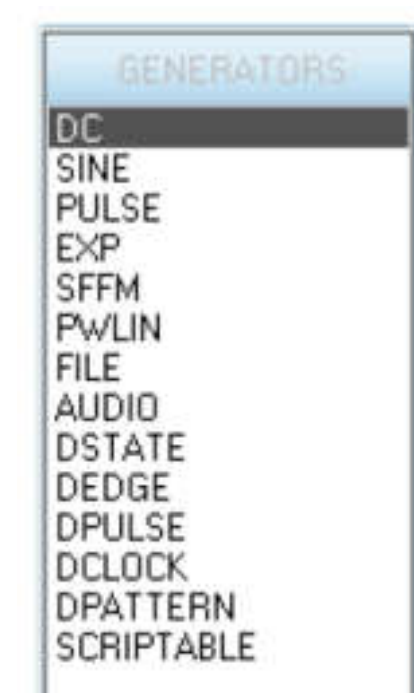 GENERATORS
DC
SINE
PULSE
EXP
SFFM
PWLIN
FILE
AUDIO
DSTATE
DEDGE
DPULSE
DCLOCK
DPATTERN
SCRIPTABLE